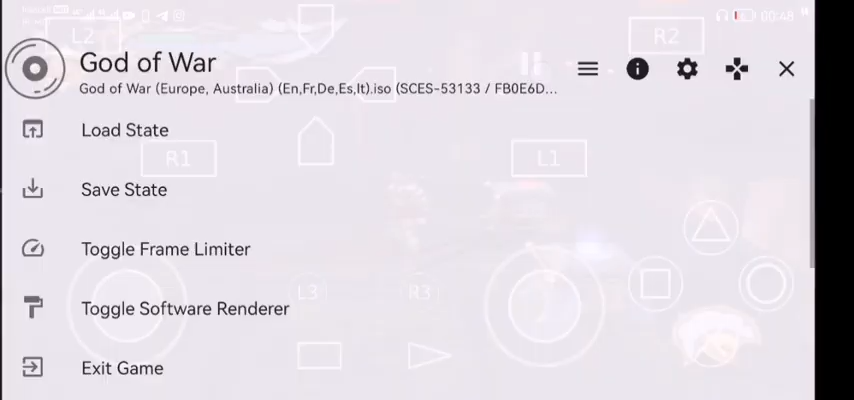 00:48
L2
R2
God of War
God of War (Europe, Australia) (En,Fr,De,Es,It).iso (SCES-53133 / FB0E6D...
Load State
R1
L1
Save State
Toggle Frame Limiter
L3
R3
Toggle Software Renderer
Exit Game